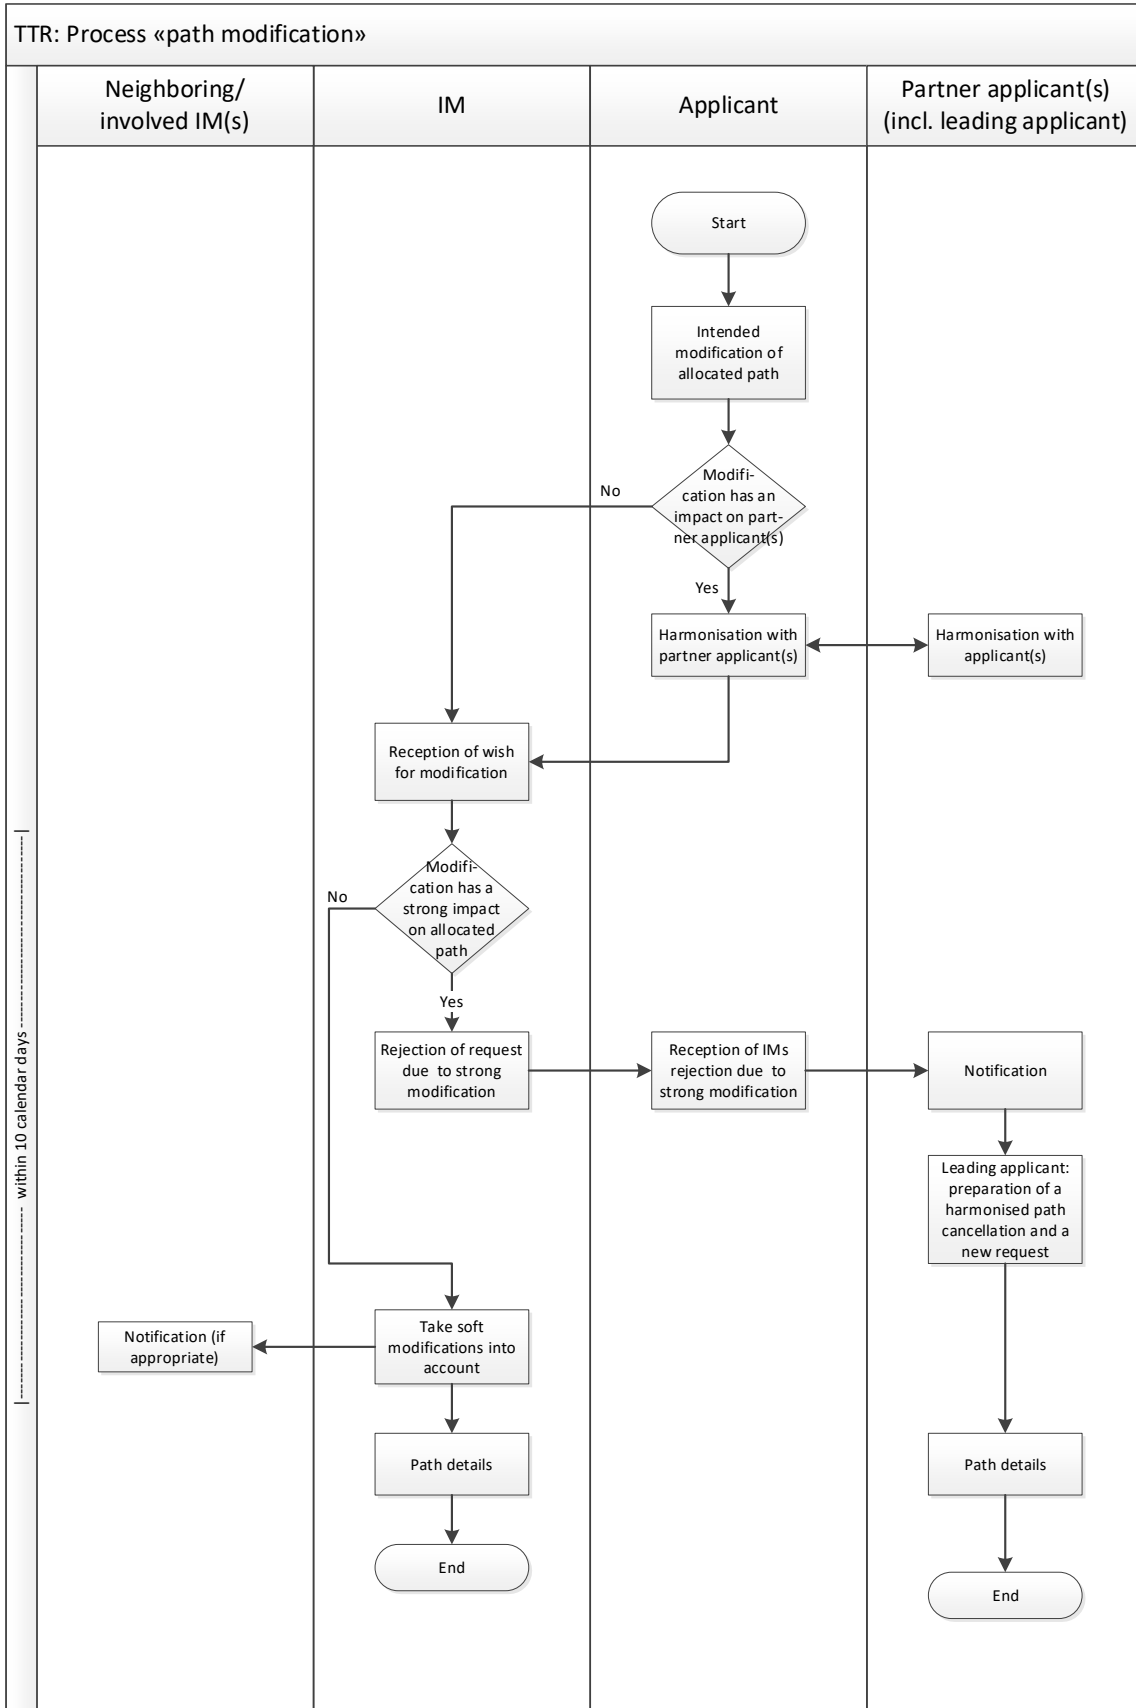 TTR: Process «path modification»
Neighboring/
involved IM(s)
IM
Applicant
Partner applicant(s)
(incl. leading applicant)
Start
Intended
modification of
allocated path
Modifi-
cation has an
impact on part-
ner applicant(s)
No
Yes
Harmonisation with
partner applicant(s)
Harmonisation with
applicant(s)
Reception of wish
for modification
Modifi-
cation has a
strong impact
on allocated
path
No
Yes
Rejection of request
due to strong
modification
Reception of IMs
rejection due to
strong modification
Notification
Leading applicant:
preparation of a
harmonised path
cancellation and a
new request
within 10 calendar days
Notification (if
appropriate)
Take soft
modifications into
account
Path details
Path details
End
End